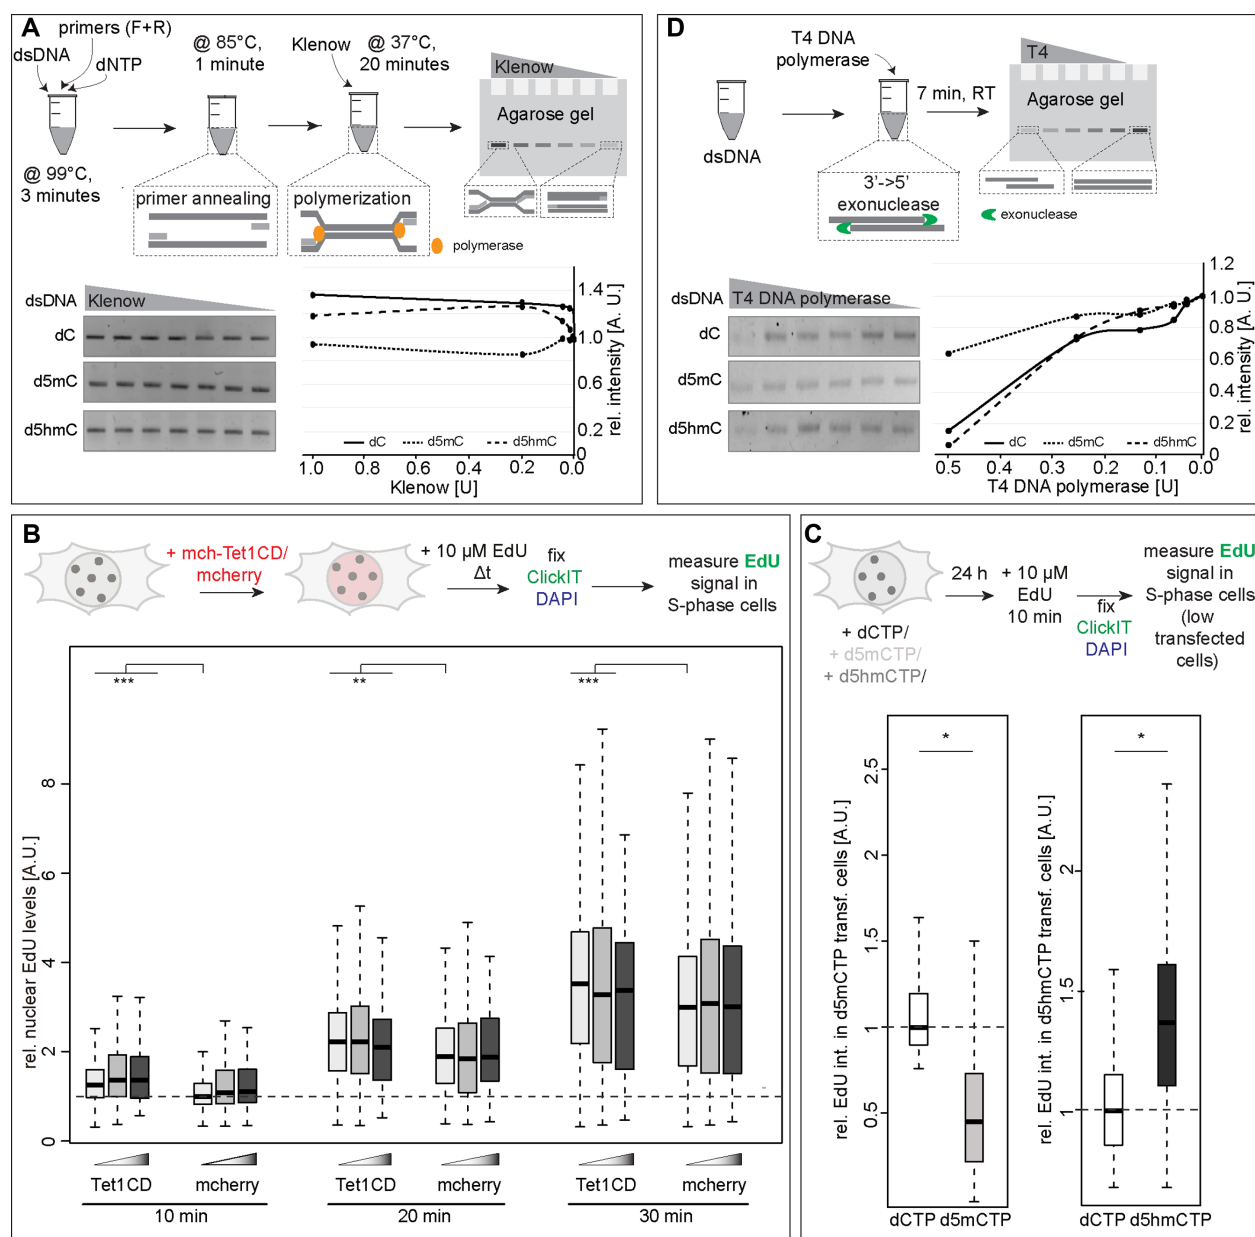 A
primers (F+R)
dsDNA
dNTP
@ 99°C,
3 minutes
@ 85°C,
1 minute
Klenow
@ 37°C,
20 minutes
Klenow
Agarose gel
primer annealing
polymerization
polymerase
dsDNA
Klenow
dC
d5mC
d5hmC
1.4
1.0
0.6
0.2
0
rel. intensity [A. U.]
dC
d5mC
d5hmC
1.0
0.8
0.6
0.4
0.2
0.0
Klenow [U]
D
T4 DNA
polymerase
dsDNA
7 min, RT
T4
Agarose gel
3'->5'
exonuclease
exonuclease
dsDNA
T4 DNA polymerase
dC
d5mC
d5hmC
1.2
1.0
0.8
0.6
0.4
0.2
0
rel. intensity [A. U.]
dC
d5mC
d5hmC
0.5
0.4
0.3
0.2
0.1
0.0
T4 DNA polymerase [U]
B
+ mch-Tet1CD/
mcherry
+ 10 µM EdU
Δt
fix
ClickIT
DAPI
measure EdU
signal in
S-phase cells
***
**
***
rel. nuclear EdU levels [A.U.]
8
6
4
2
0
Tet1CD
mcherry
Tet1CD
mcherry
Tet1CD
mcherry
10 min
20 min
30 min
C
+ dCTP/
+ d5mCTP/
+ d5hmCTP/
24 h
+ 10 µM
EdU
10 min
fix
ClickIT
DAPI
measure EdU
signal in
S-phase cells
(low
transfected
cells)
rel. EdU int. in d5mCTP transf. cells [A.U.]
2.5
2
1.5
1
0.5
*
dCTP
d5mCTP
rel. EdU int. in d5hmCTP transf. cells [A.U.]
2
1.5
1
*
dCTP
d5hmCTP